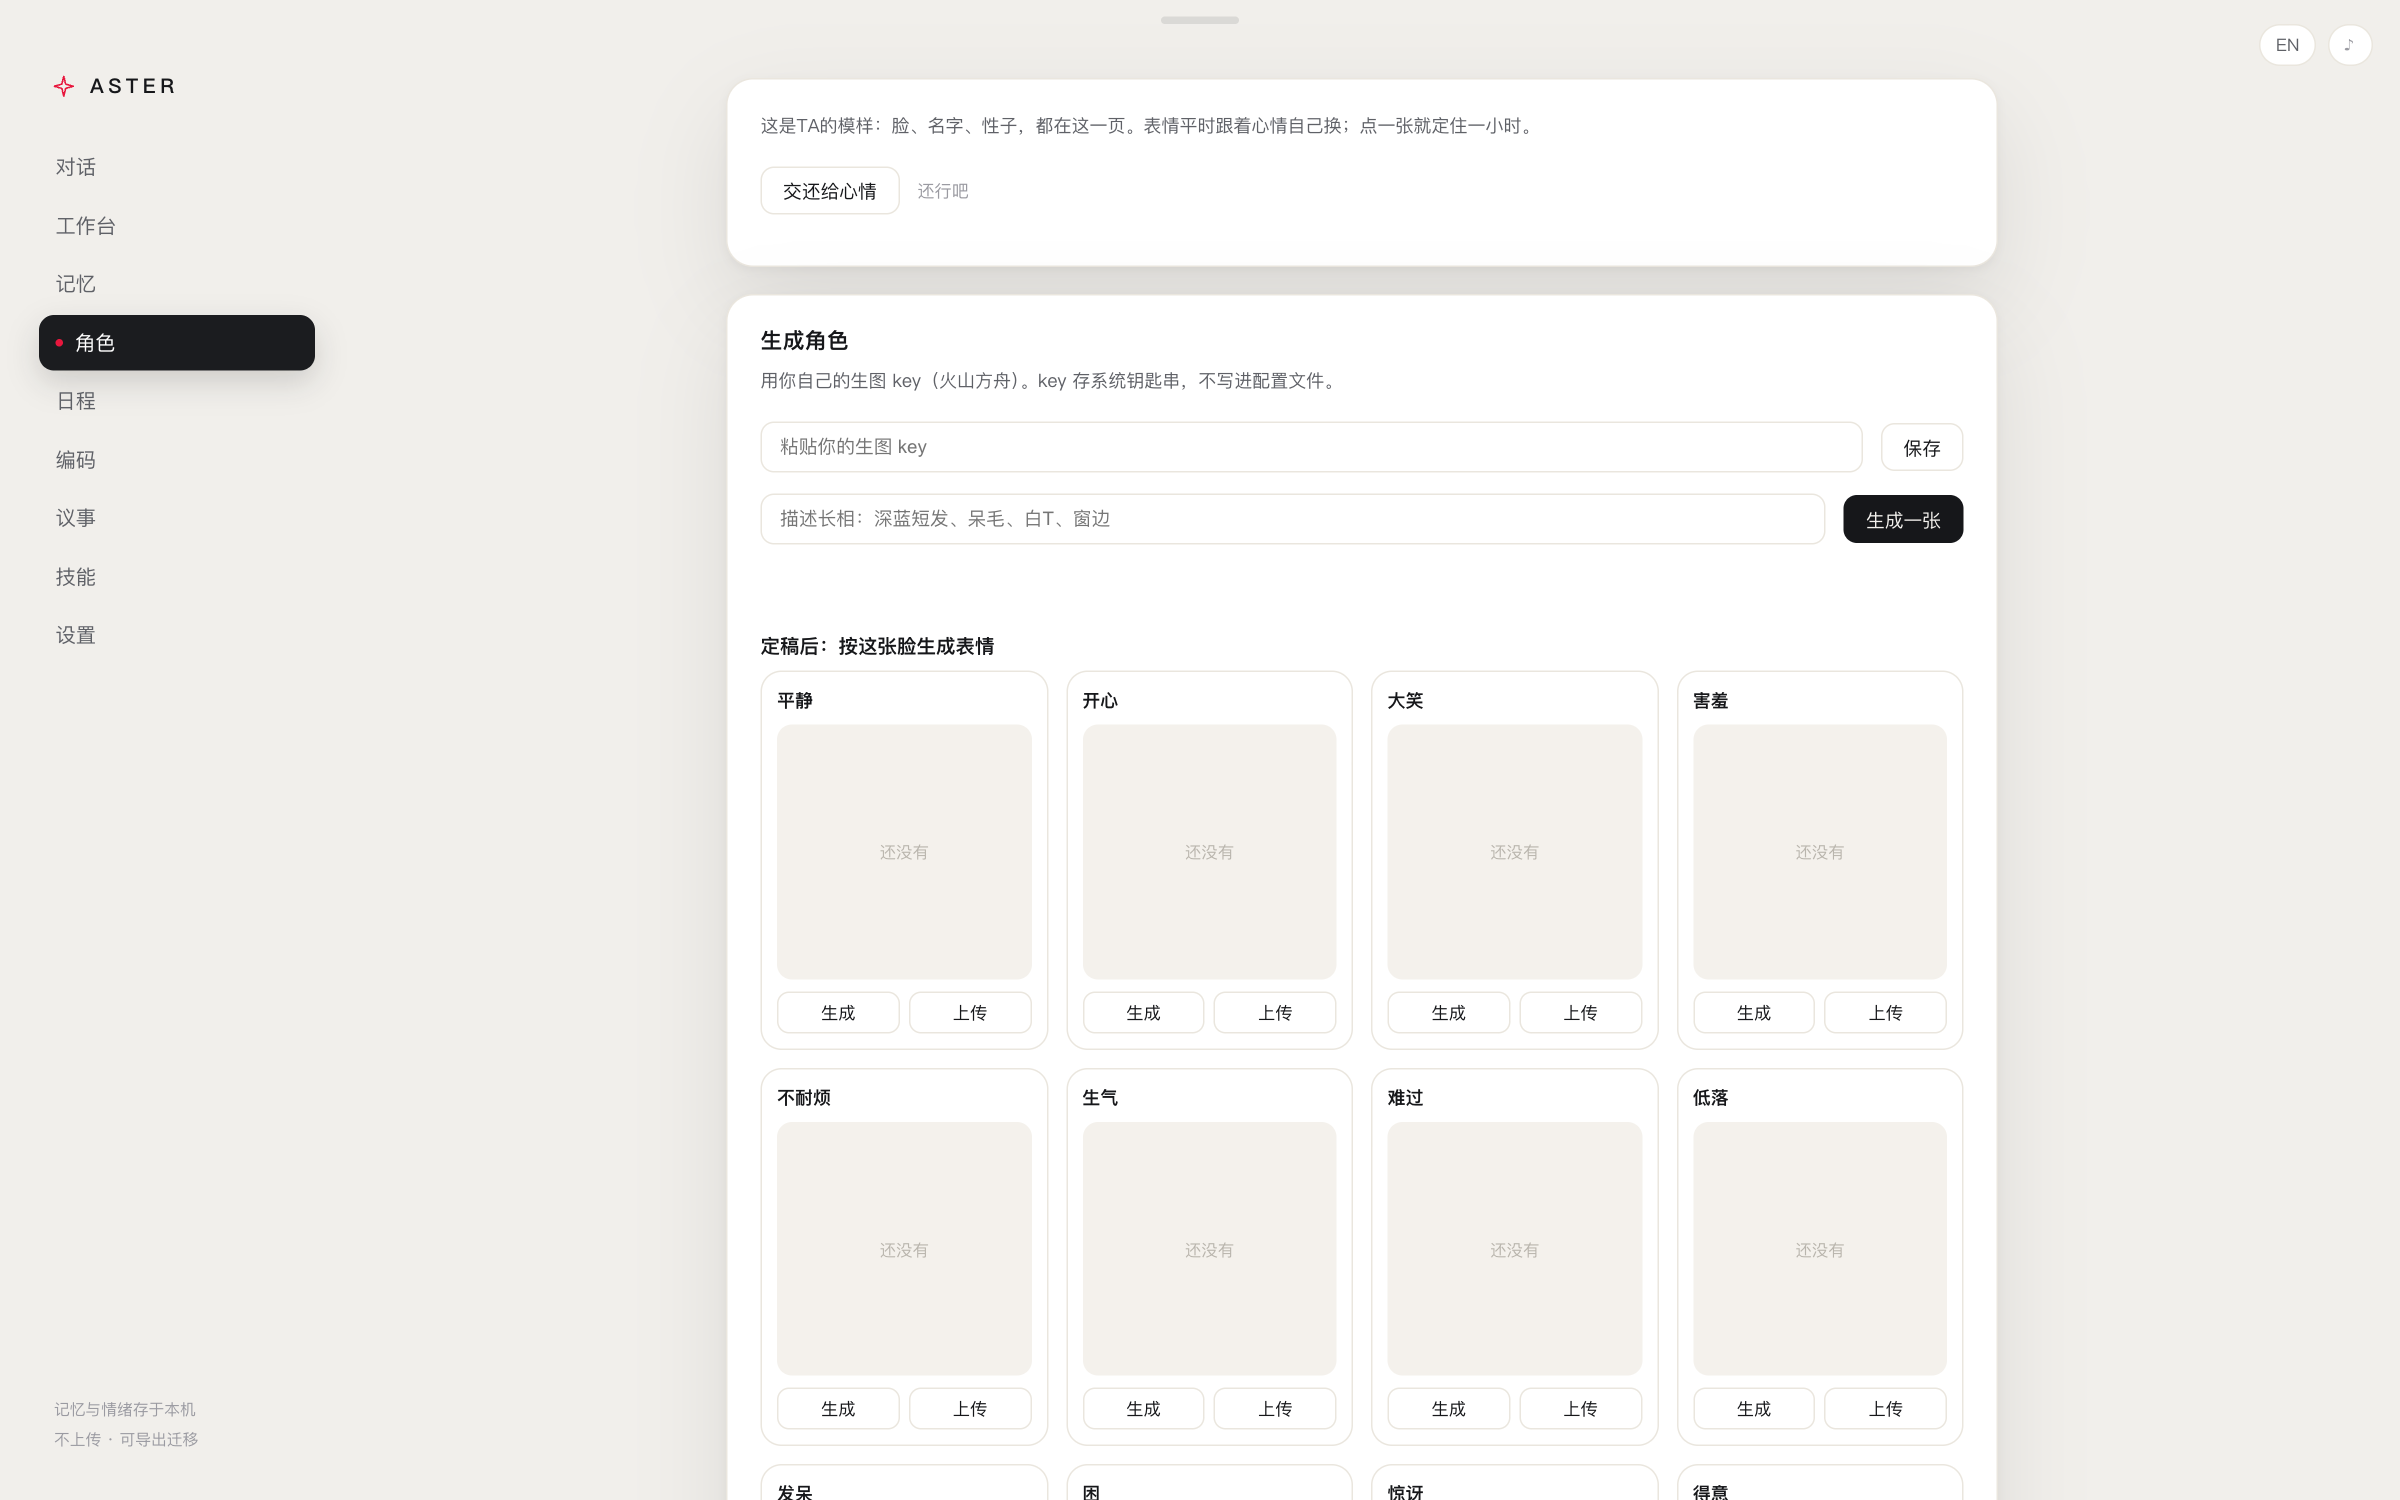 EN
♪
ASTER
对话
工作台
记忆
角色
日程
编码
议事
技能
设置
记忆与情绪存于本机
不上传 · 可导出迁移
这是TA的模样：脸、名字、性子，都在这一页。表情平时跟着心情自己换；点一张就定住一小时。
交还给心情 还行吧
生成角色
用你自己的生图 key（火山方舟）。key 存系统钥匙串，不写进配置文件。
粘贴你的生图 key 保存
描述长相：深蓝短发、呆毛、白T、窗边 生成一张
定稿后：按这张脸生成表情
平静 开心 大笑 害羞
还没有 还没有 还没有 还没有
生成 上传 生成 上传 生成 上传 生成 上传
不耐烦 生气 难过 低落
还没有 还没有 还没有 还没有
生成 上传 生成 上传 生成 上传 生成 上传
发呆 困 惊讶 得意